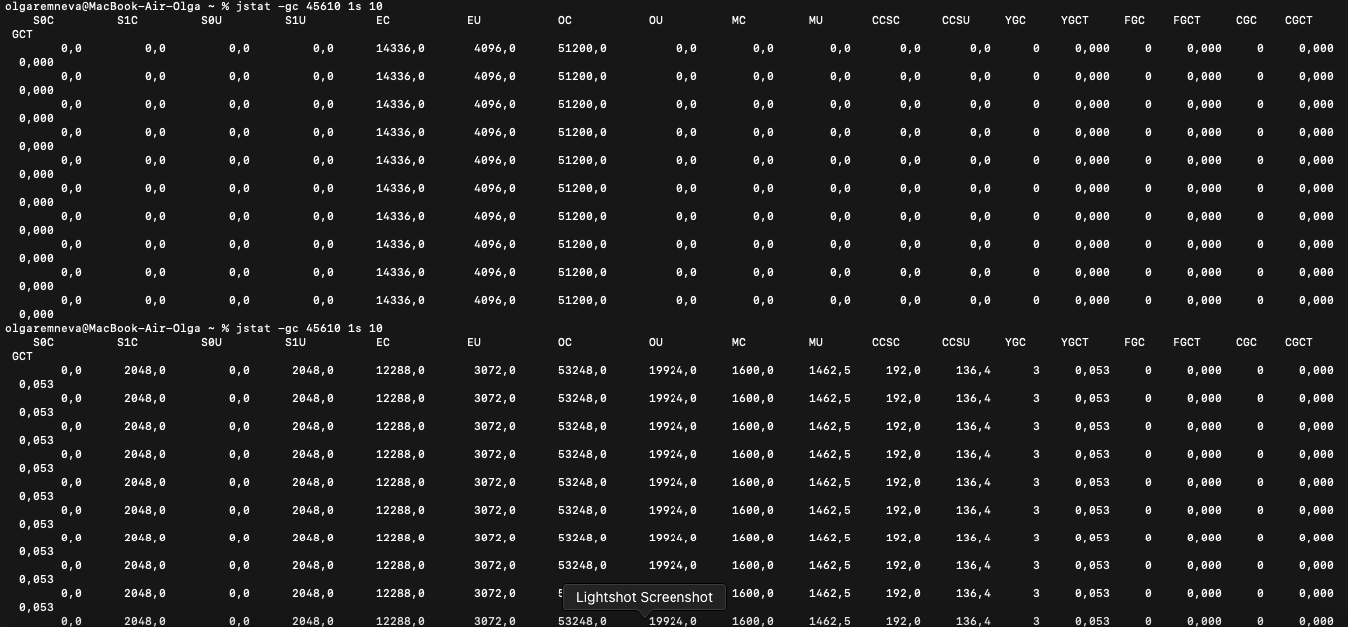 olgaremneva@MacBook-Air-Olga ~ % jstat -gc 45610 1s 10
S0C S1C S0U S1U EC EU OC OU MC MU CCSC CCSU YGC YGCT FGC FGCT CGC CGCT
GCT
0,0 0,0 0,0 0,0 14336,0 4096,0 51200,0 0,0 0,0 0,0 0,0 0,0 0 0,000 0 0,000 0 0,000
0,000
0,0 0,0 0,0 0,0 14336,0 4096,0 51200,0 0,0 0,0 0,0 0,0 0,0 0 0,000 0 0,000 0 0,000
0,000
0,0 0,0 0,0 0,0 14336,0 4096,0 51200,0 0,0 0,0 0,0 0,0 0,0 0 0,000 0 0,000 0 0,000
0,000
0,0 0,0 0,0 0,0 14336,0 4096,0 51200,0 0,0 0,0 0,0 0,0 0,0 0 0,000 0 0,000 0 0,000
0,000
0,0 0,0 0,0 0,0 14336,0 4096,0 51200,0 0,0 0,0 0,0 0,0 0,0 0 0,000 0 0,000 0 0,000
0,000
0,0 0,0 0,0 0,0 14336,0 4096,0 51200,0 0,0 0,0 0,0 0,0 0,0 0 0,000 0 0,000 0 0,000
0,000
0,0 0,0 0,0 0,0 14336,0 4096,0 51200,0 0,0 0,0 0,0 0,0 0,0 0 0,000 0 0,000 0 0,000
0,000
0,0 0,0 0,0 0,0 14336,0 4096,0 51200,0 0,0 0,0 0,0 0,0 0,0 0 0,000 0 0,000 0 0,000
0,000
0,0 0,0 0,0 0,0 14336,0 4096,0 51200,0 0,0 0,0 0,0 0,0 0,0 0 0,000 0 0,000 0 0,000
0,000
0,0 0,0 0,0 0,0 14336,0 4096,0 51200,0 0,0 0,0 0,0 0,0 0,0 0 0,000 0 0,000 0 0,000
0,000
olgaremneva@MacBook-Air-Olga ~ % jstat -gc 45610 1s 10
S0C S1C S0U S1U EC EU OC OU MC MU CCSC CCSU YGC YGCT FGC FGCT CGC CGCT
GCT
0,0 2048,0 0,0 2048,0 12288,0 3072,0 53248,0 19924,0 1600,0 1462,5 192,0 136,4 3 0,053 0 0,000 0 0,000
0,053
0,0 2048,0 0,0 2048,0 12288,0 3072,0 53248,0 19924,0 1600,0 1462,5 192,0 136,4 3 0,053 0 0,000 0 0,000
0,053
0,0 2048,0 0,0 2048,0 12288,0 3072,0 53248,0 19924,0 1600,0 1462,5 192,0 136,4 3 0,053 0 0,000 0 0,000
0,053
0,0 2048,0 0,0 2048,0 12288,0 3072,0 53248,0 19924,0 1600,0 1462,5 192,0 136,4 3 0,053 0 0,000 0 0,000
0,053
0,0 2048,0 0,0 2048,0 12288,0 3072,0 53248,0 19924,0 1600,0 1462,5 192,0 136,4 3 0,053 0 0,000 0 0,000
0,053
0,0 2048,0 0,0 2048,0 12288,0 3072,0 53248,0 19924,0 1600,0 1462,5 192,0 136,4 3 0,053 0 0,000 0 0,000
0,053
0,0 2048,0 0,0 2048,0 12288,0 3072,0 53248,0 19924,0 1600,0 1462,5 192,0 136,4 3 0,053 0 0,000 0 0,000
0,053
0,0 2048,0 0,0 2048,0 12288,0 3072,0 53248,0 19924,0 1600,0 1462,5 192,0 136,4 3 0,053 0 0,000 0 0,000
0,053
0,0 2048,0 0,0 2048,0 12288,0 3072,0 1600,0 1462,5 192,0 136,4 3 0,053 0 0,000 0 0,000
Lightshot Screenshot
0,053
0,0 2048,0 0,0 2048,0 12288,0 3072,0 53248,0 19924,0 1600,0 1462,5 192,0 136,4 3 0,053 0 0,000 0 0,000